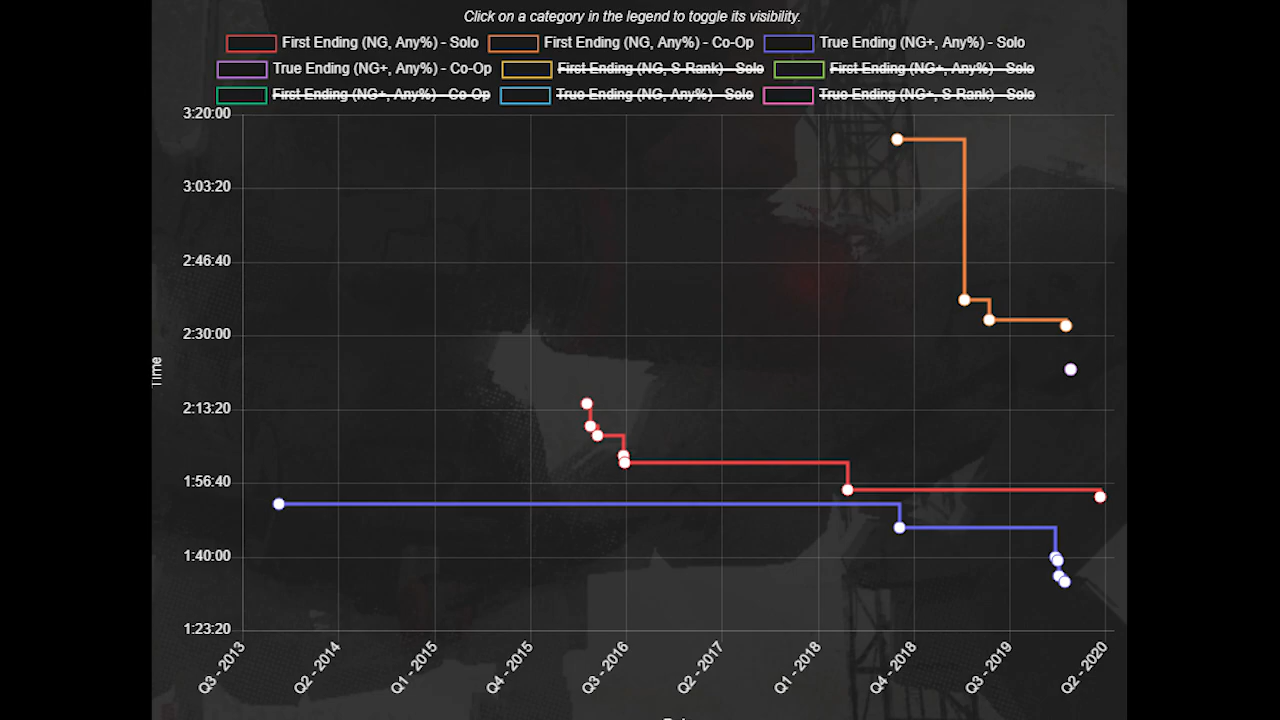 Click on a category in the legend to toggle its visibility.
First Ending (NG, Any%) - Solo First Ending (NG, Any%) - Co-Op True Ending (NG+, Any%) - Solo
True Ending (NG+, Any%) - Co-Op First Ending (NG, S-Rank) - Solo First Ending (NG+, Any%) - Solo
First Ending (NG+, Any%) - Co-Op True Ending (NG, Any%) - Solo True Ending (NG+, S-Rank) - Solo
3:20:00
3:03:20
2:46:40
2:30:00
Time
2:13:20
1:56:40
1:40:00
1:23:20
Q3 - 2013 Q2 - 2014 Q1 - 2015 Q4 - 2015 Q3 - 2016 Q2 - 2017 Q1 - 2018 Q4 - 2018 Q3 - 2019 Q2 - 2020